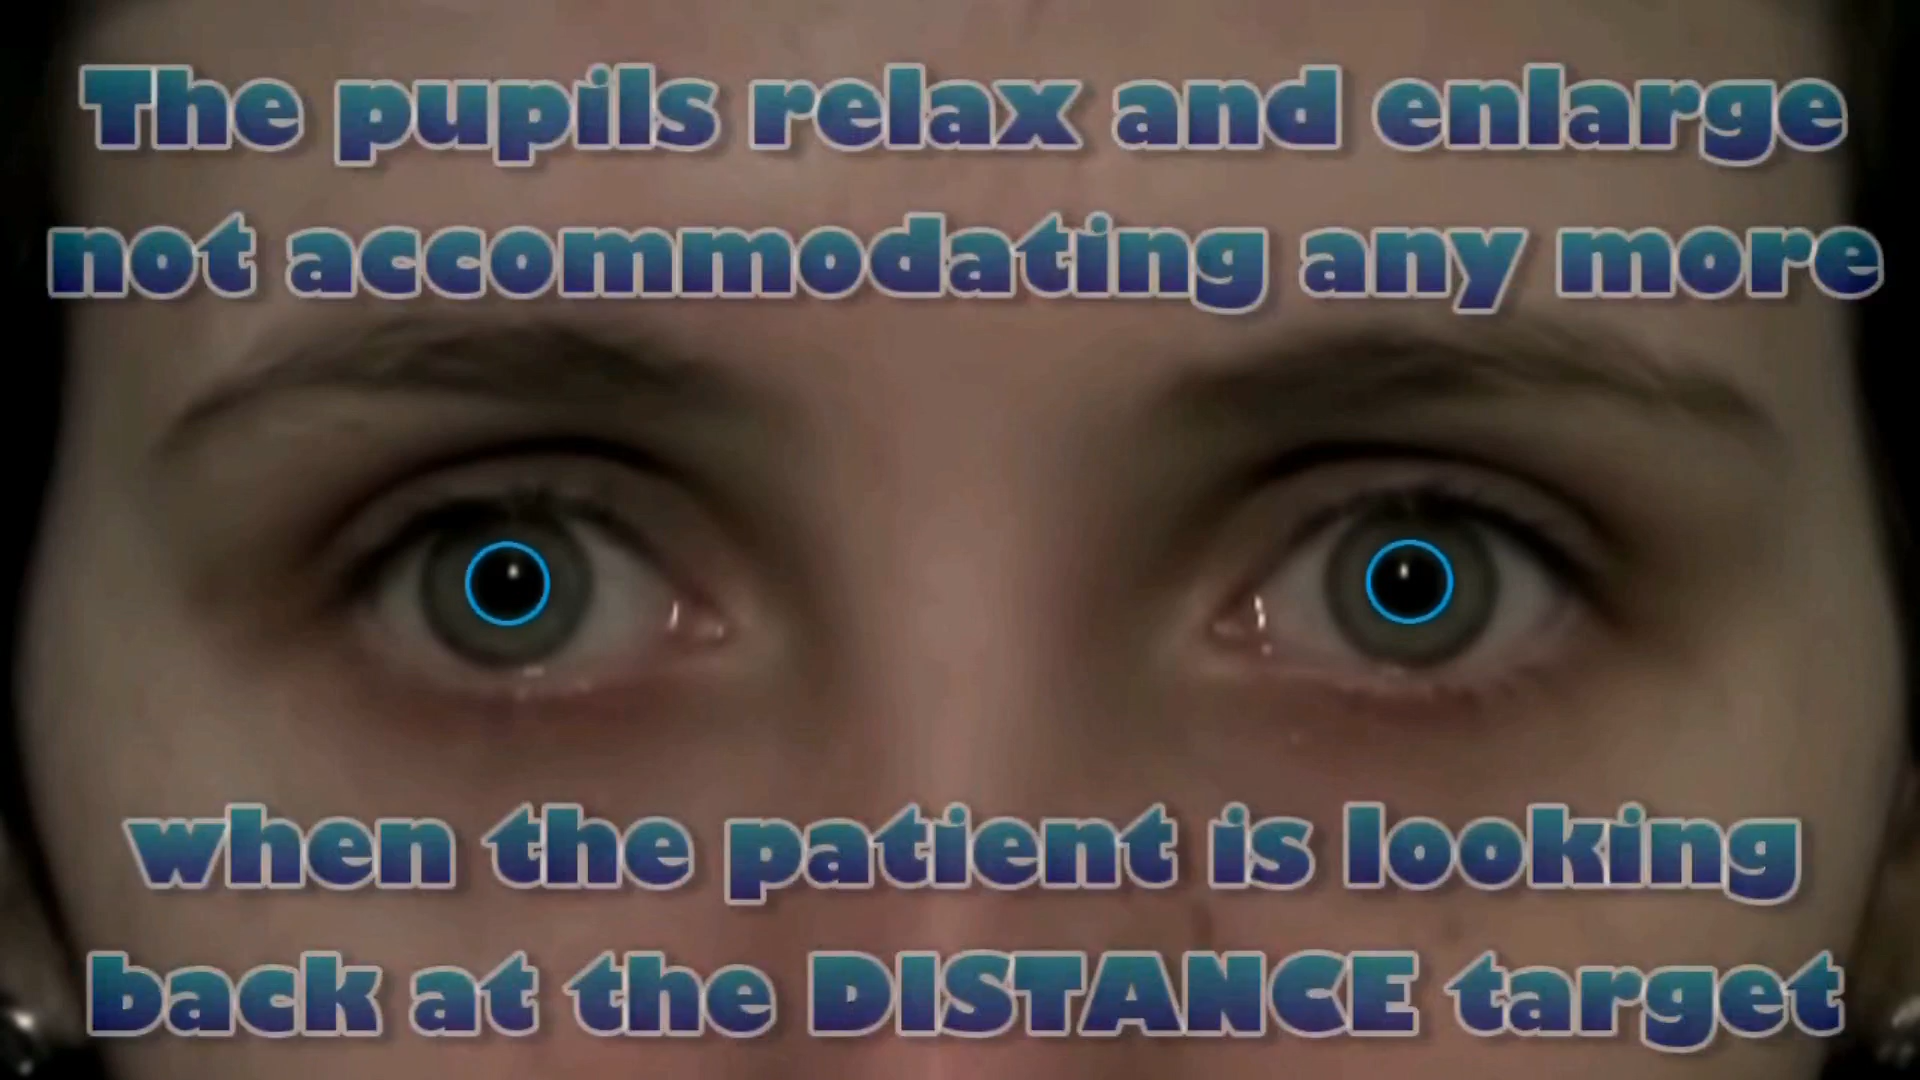 The pupils relax and enlarge
not accommodating any more
when the patient is looking
back at the DISTANCE target